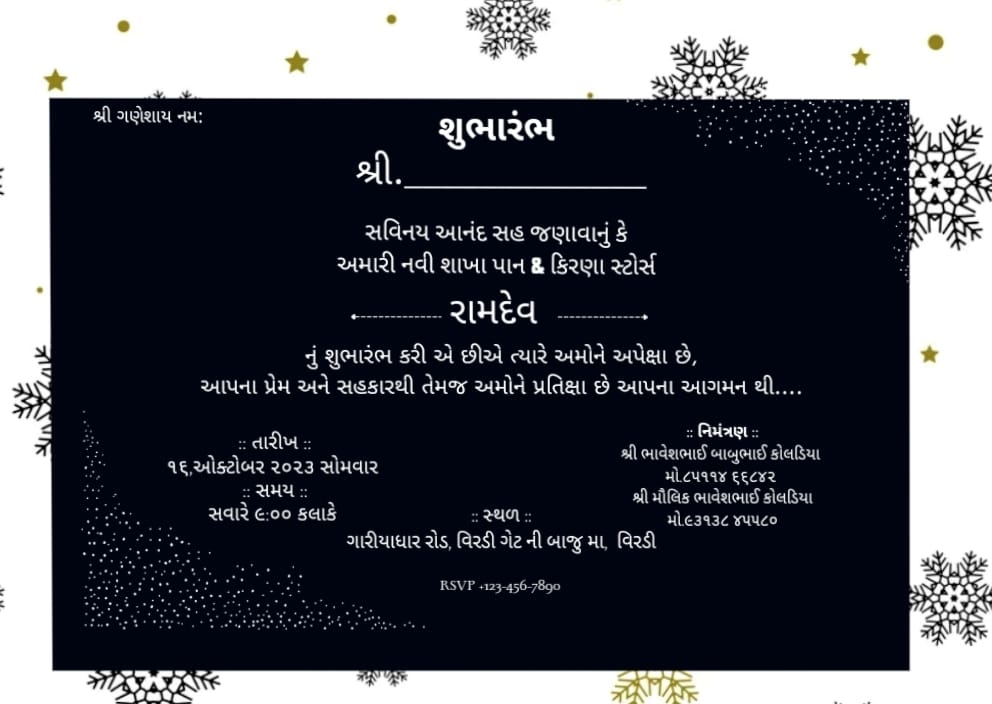 શ્રી ગણેશાય નમ:
શુભારંભ
શ્રી.___________________
સવિનય આનંદ સહ જણાવાનું કે
અમારી નવી શાખા પાન & કિરણા સ્ટોર્સ
રામદેવ
નું શુભારંભ કરી એ છીએ ત્યારે અમોને અપેક્ષા છે,
આપના પ્રેમ અને સહકારથી તેમજ અમોને પ્રતિક્ષા છે આપના આગમન થી....
:: તારીખ ::
૧૬,ઓક્ટોબર ૨૦૨૩ સોમવાર
:: સમય ::
સવારે ૯:૦૦ કલાકે
:: નિમંત્રણ ::
શ્રી ભાવેશભાઈ બાબુભાઈ કોલડિયા
મો.૮૫૧૧૪ ૬૬૮૪૨
શ્રી મૌલિક ભાવેશભાઈ કોલડિયા
મો.૯૩૧૩૮ ૪૫૫૮૦
:: સ્થળ ::
ગારીયાધાર રોડ, વિરડી ગેટ ની બાજુ મા, વિરડી
RSVP +123-456-7890